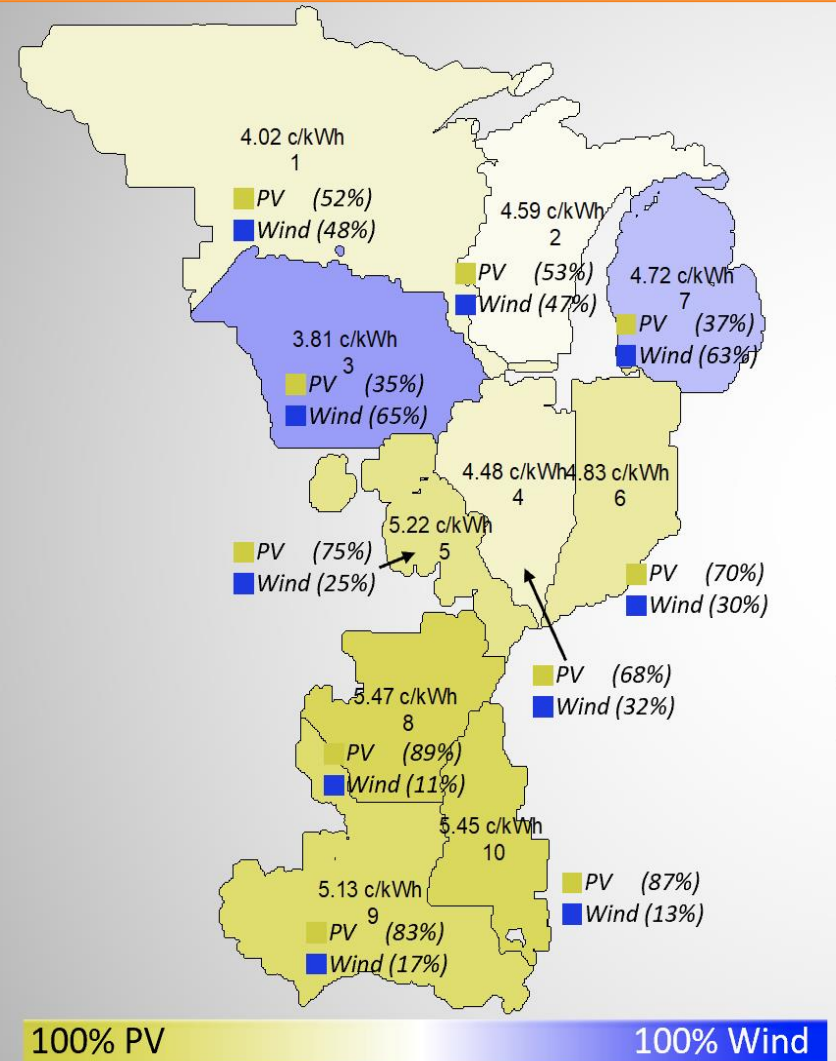 4.02 c/kWh
1
PV (52%)
Wind (48%)
4.59 c/kWh
2
PV (53%)
Wind (47%)
4.72 c/kWh
7
PV (37%)
Wind (63%)
3.81 c/kWh
3
PV (35%)
Wind (65%)
4.48 c/kWh
4
4.83 c/kWh
6
5.22 c/kWh
5
PV (75%)
Wind (25%)
PV (70%)
Wind (30%)
PV (68%)
Wind (32%)
5.47 c/kWh
8
PV (89%)
Wind (11%)
5.45 c/kWh
10
PV (87%)
Wind (13%)
5.13 c/kWh
9
PV (83%)
Wind (17%)
100% PV
100% Wind